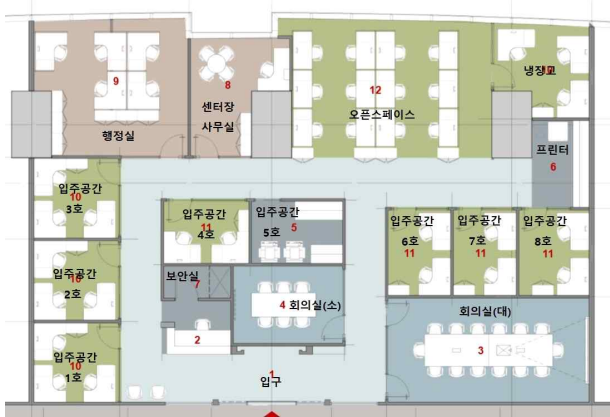 9
행정실
8
센터장
사무실
12
오픈스페이스
냉장고
프린터
6
입주공간
10
3호
입주공간
11
4호
입주공간
5
5호
입주공간
6호
11
입주공간
7호
11
입주공간
8호
11
입주공간
2호
보안실
7
4 회의실(소)
2
회의실(대)
3
입주공간
10
1호
1
입구